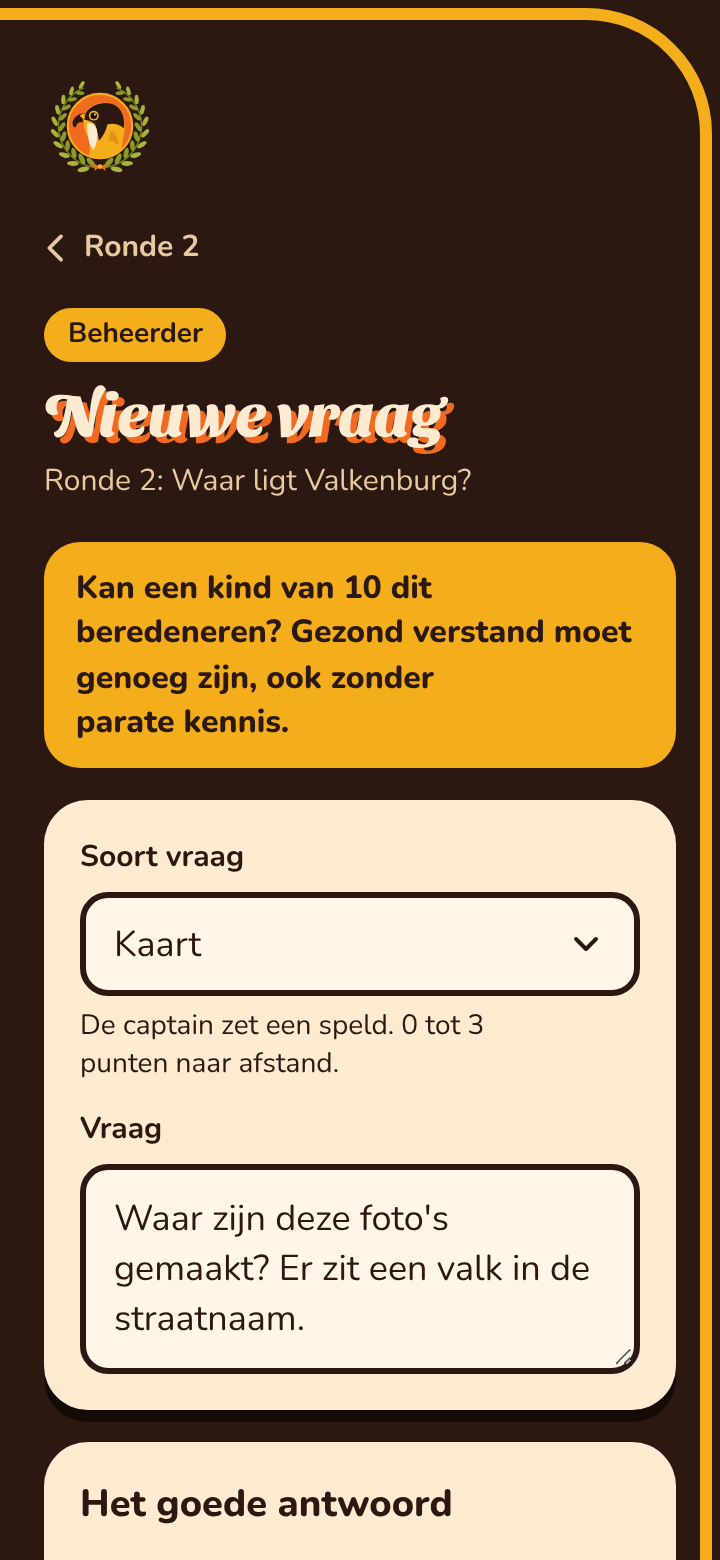 Ronde 2
Beheerder
Nieuwe vraag
Ronde 2: Waar ligt Valkenburg?
Kan een kind van 10 dit
beredeneren? Gezond verstand moet
genoeg zijn, ook zonder
parate kennis.
Soort vraag
Kaart
De captain zet een speld. 0 tot 3
punten naar afstand.
Vraag
Waar zijn deze foto's
gemaakt? Er zit een valk in de
straatnaam.
Het goede antwoord